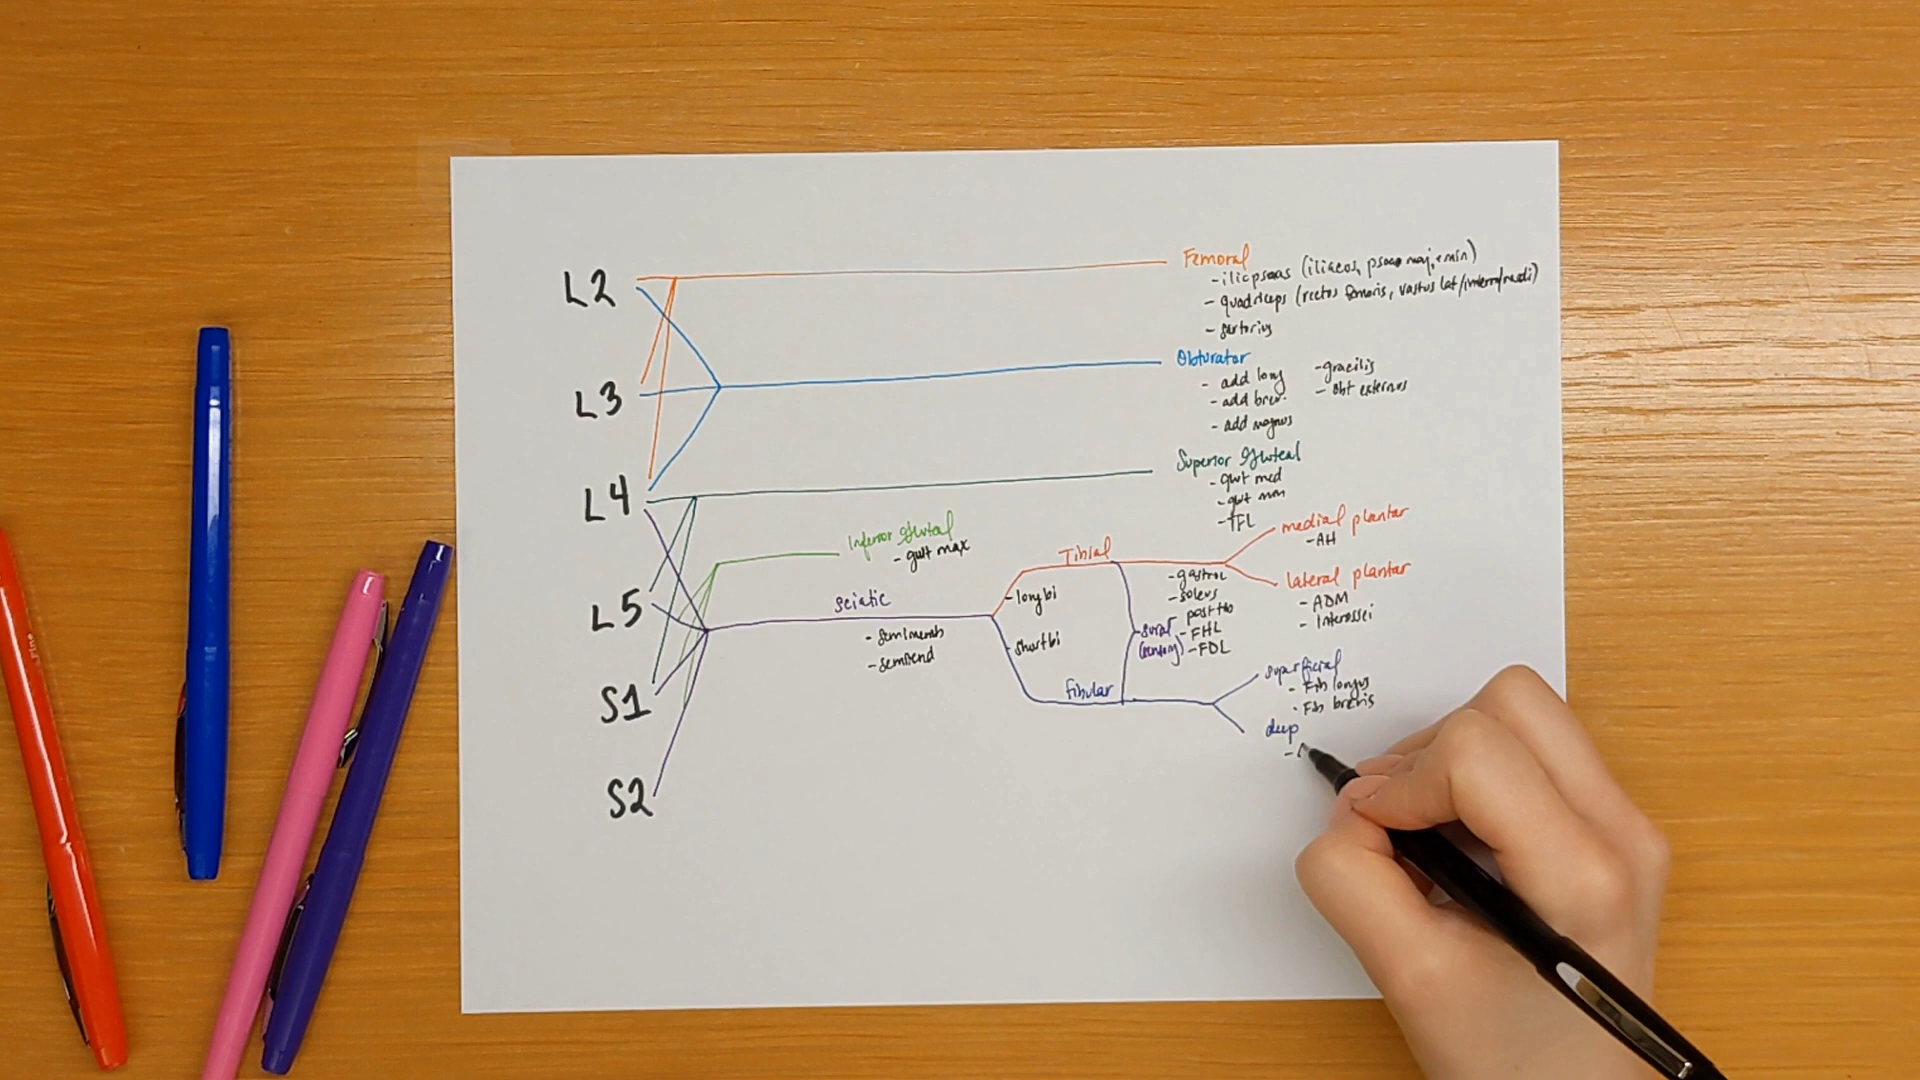 L2
L3
L4
L5
S1
S2
Femoral
- iliopsoas (iliacus, psoas maj. + min)
- quadriceps (rectus femoris, vastus lat/interm/medi)
- sartorius
Obturator
- add long
- add brev.
- add magnus
- gracilis
- obt externus
Superior Gluteal
- glut med
- glut min
- TFL
Inferior Gluteal
- glut max
Sciatic
- semimemb
- semitend
Tibial
- long bi
- short bi
- gastroc
- soleus
post tib
- FHL
- FDL
medial plantar
- AH
lateral plantar
- ADM
- Interossei
- sural
(sensory)
fibular
superficial
- Fib longus
- Fib brevis
deep
-
fine